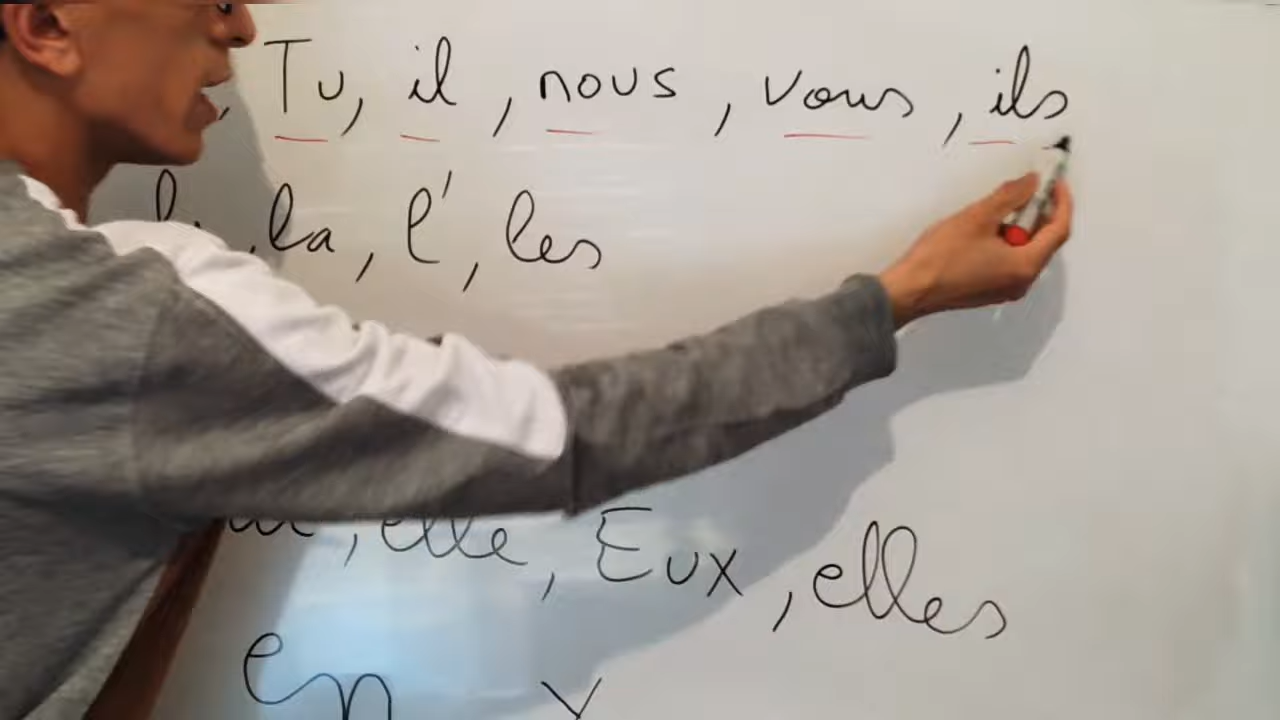 , Tu, il, nous, vous, ils
, la, l', les
, elle, Eux, elles
en y